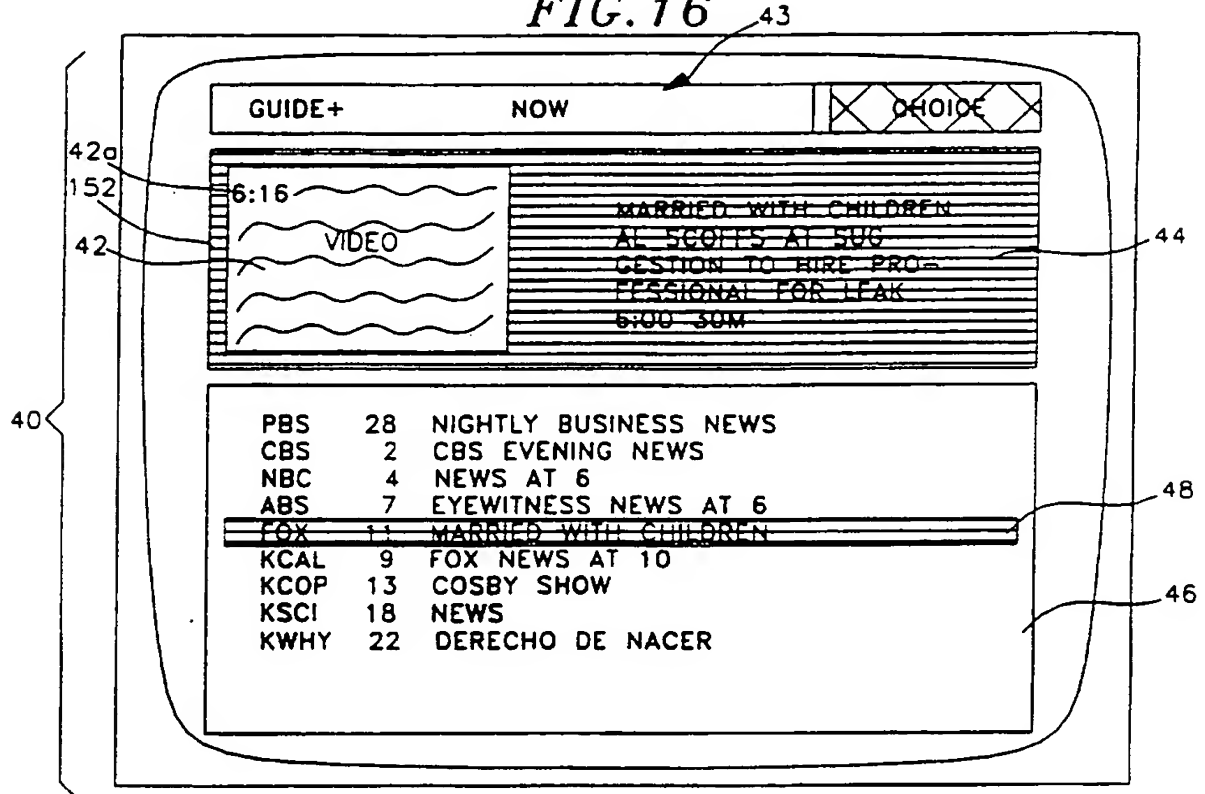 FIG. 16
43
GUIDE+ NOW CHOICE
42a
152
42
6:16
VIDEO
MARRIED WITH CHILDREN
AL SCOFFS AT SUG
GESTION TO HIRE PRO-
FESSIONAL FOR LEAK
6:00 30M
44
40
PBS 28 NIGHTLY BUSINESS NEWS
CBS 2 CBS EVENING NEWS
NBC 4 NEWS AT 6
ABS 7 EYEWITNESS NEWS AT 6
FOX 11 MARRIED WITH CHILDREN
48
KCAL 9 FOX NEWS AT 10
KCOP 13 COSBY SHOW
KSCI 18 NEWS
KWHY 22 DERECHO DE NACER
46